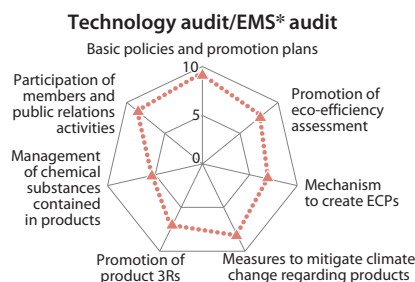 Technology audit/EMS* audit
Basic policies and promotion plans
10
Participation of
members and
public relations
activities
Promotion of
eco-efficiency
assessment
5
Management
of chemical
substances
contained
in products
0
Mechanism
to create ECPs
Promotion of
product 3Rs
Measures to mitigate climate
change regarding products